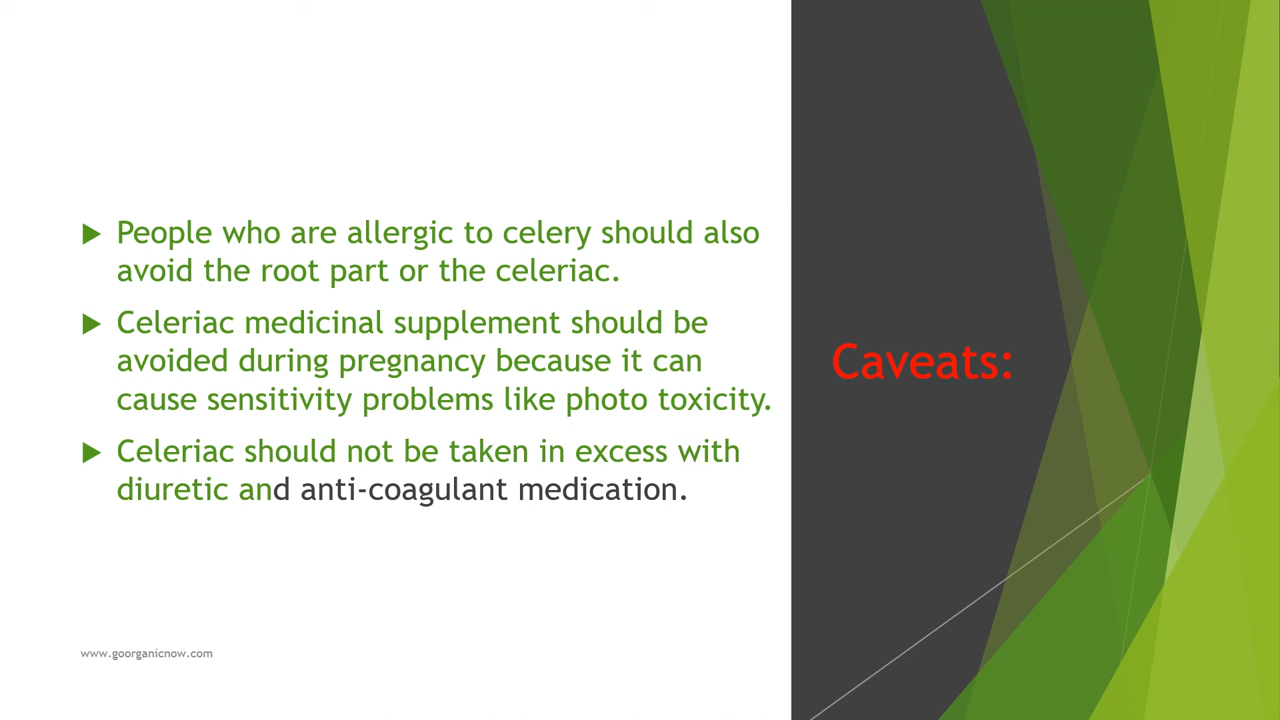 People who are allergic to celery should also
avoid the root part or the celeriac.
Celeriac medicinal supplement should be
avoided during pregnancy because it can
cause sensitivity problems like photo toxicity.
Celeriac should not be taken in excess with
diuretic and anti-coagulant medication.
Caveats:
www.goorganicnow.com